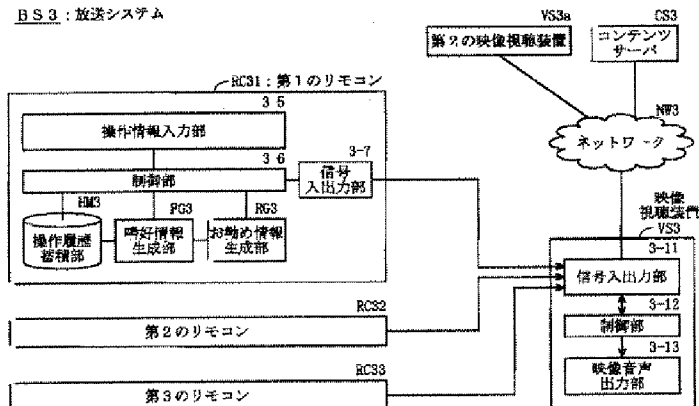 BS3:放送システム
VS3a
第2の映像視聴装置
CS3
コンテンツ
サーバ
RC31:第1のリモコン
35
操作情報入力部
36
制御部
3-7
信号
入出力部
HM3
操作履歴
蓄積部
PG3
嗜好情報
生成部
RG3
お勧め情報
生成部
NW3
ネットワーク
映像
視聴装置
VS3
3-11
信号入出力部
3-12
制御部
3-13
映像音声
出力部
RC32
第2のリモコン
RC33
第3のリモコン